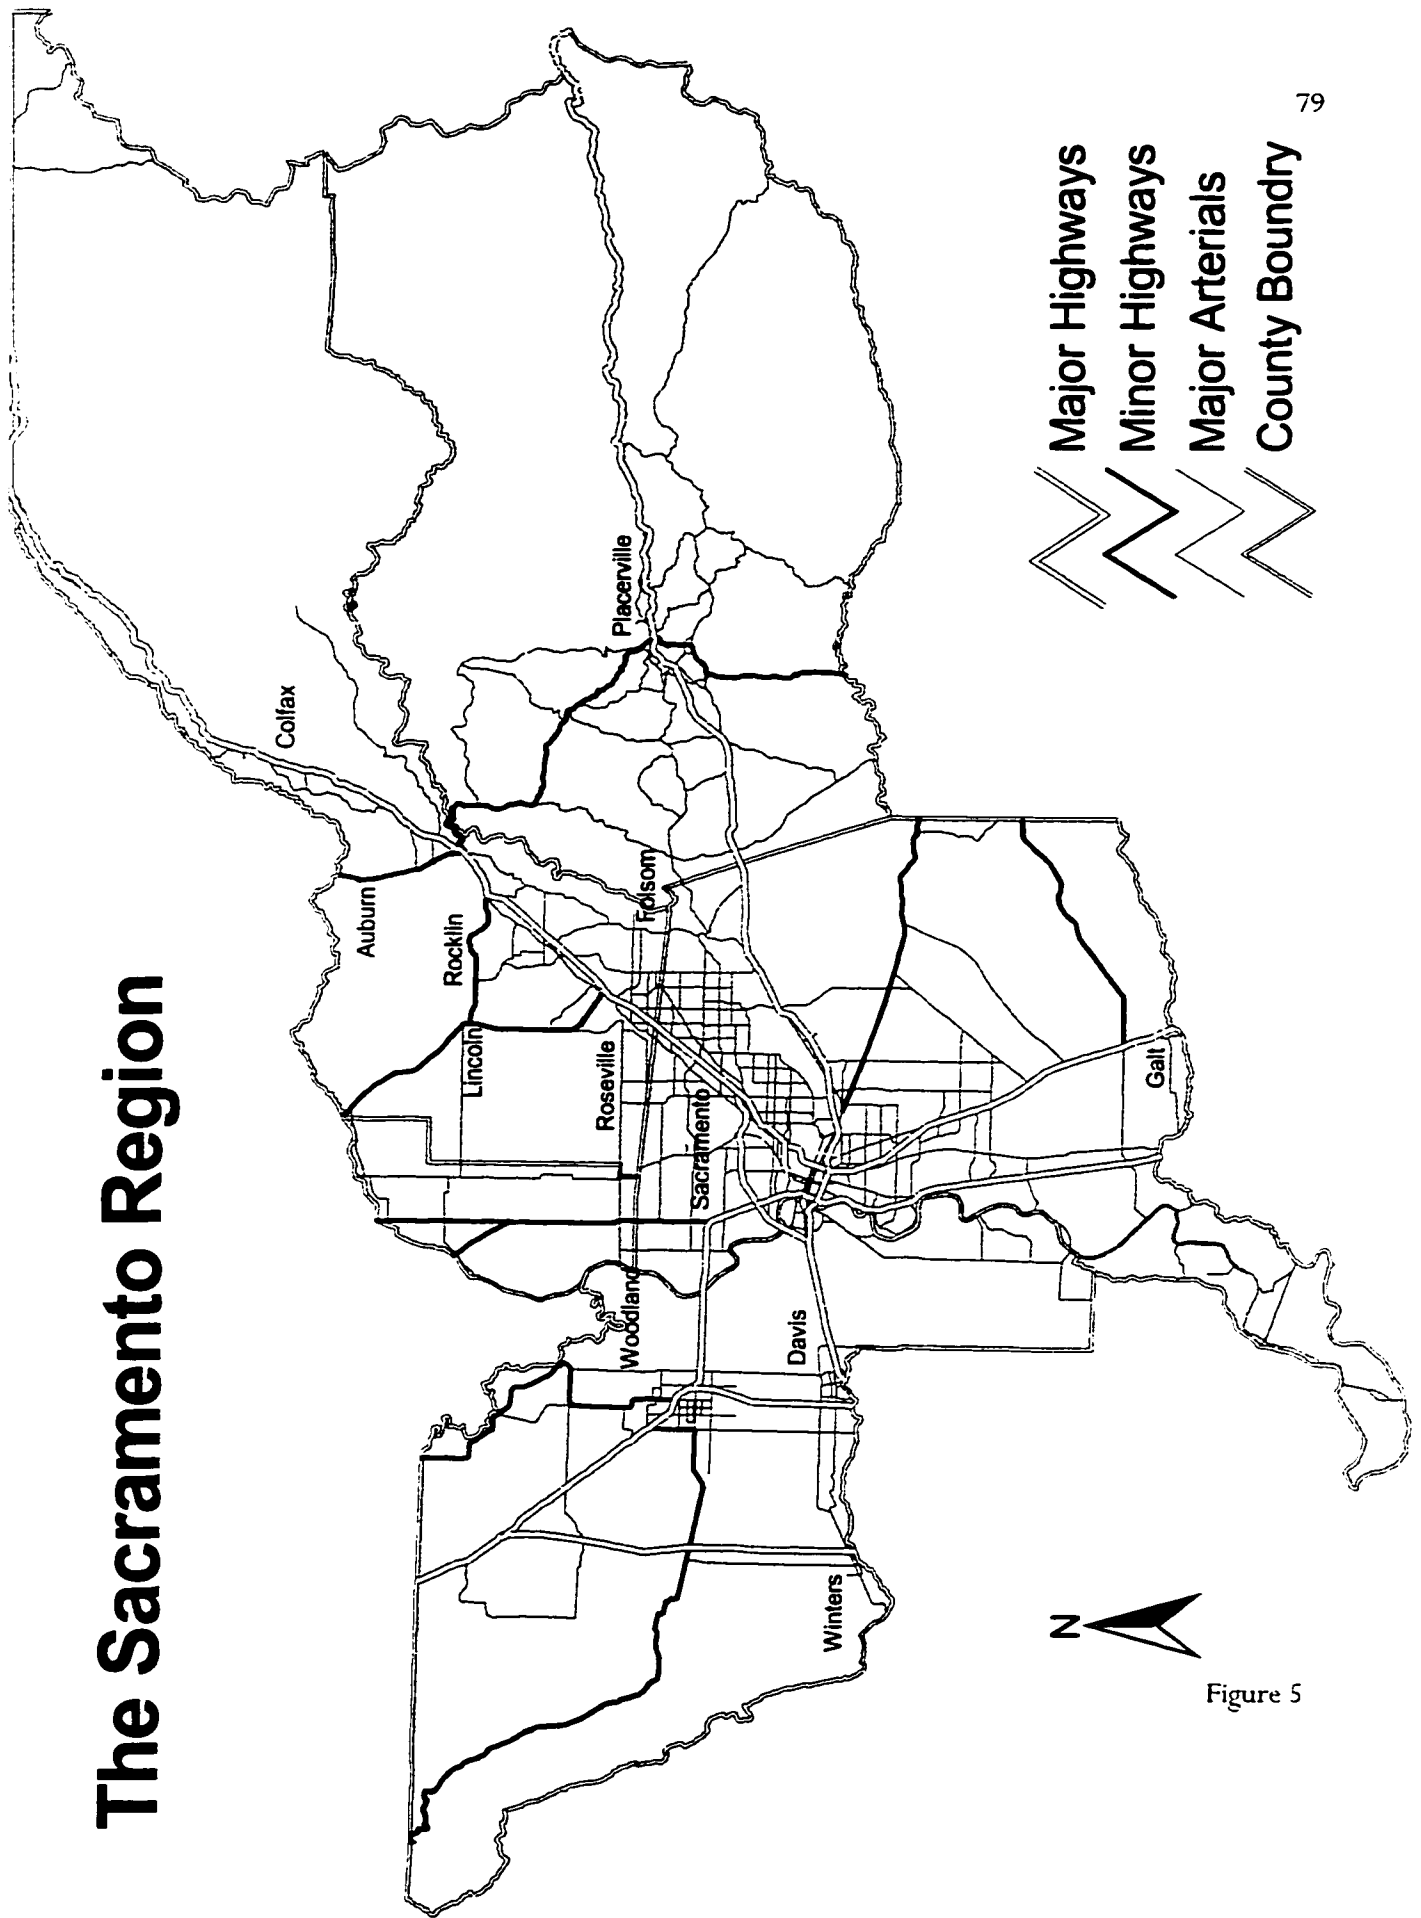 The Sacramento Region
Colfax
Auburn
Rocklin
Lincoln
Roseville
Placerville
Folsom
Sacramento
Woodland
Davis
Winters
Galt
Major Highways
Minor Highways
Major Arterials
County Boundry
N
Figure 5
79